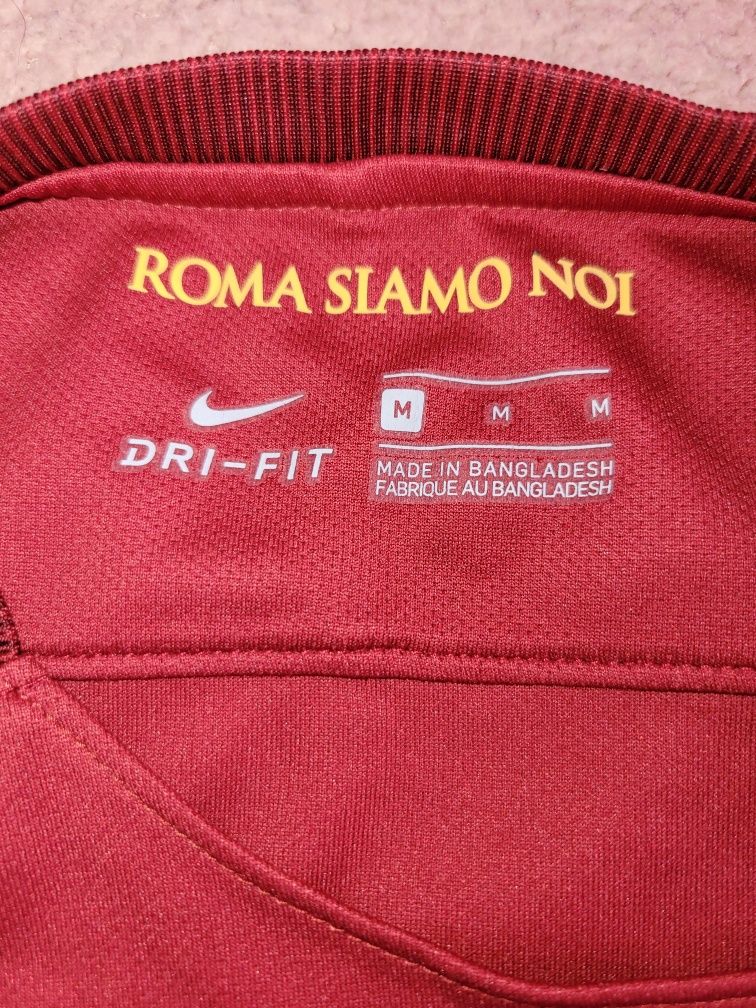 ROMA SIAMO NOI
DRI-FIT
M M M
MADE IN BANGLADESH
FABRIQUE AU BANGLADESH